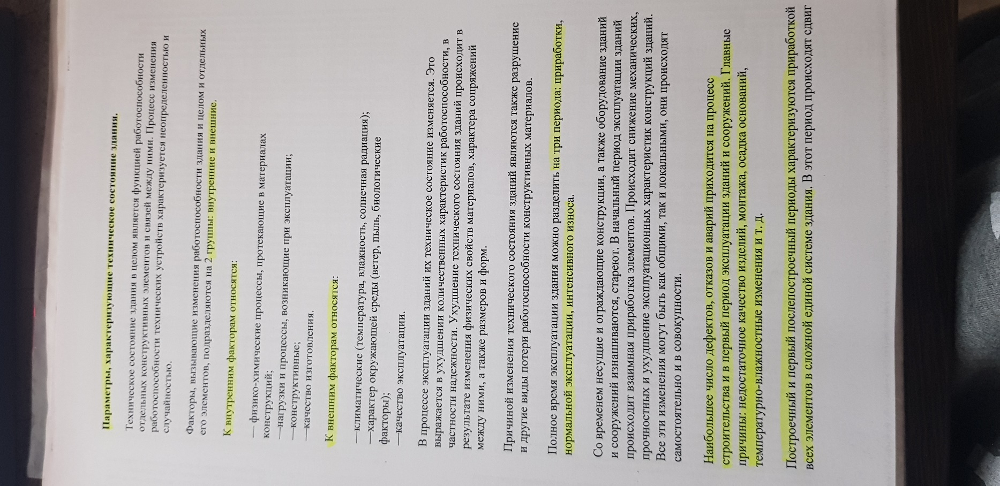 Параметры, характеризующие техническое состояние здания.
Техническое состояние здания в целом является функцией работоспособности
отдельных конструктивных элементов и связей между ними. Процесс изменения
работоспособности технических устройств характеризуется неопределенностью и
случайностью.
Факторы, вызывающие изменения работоспособности здания и целом и отдельных
его элементов, подразделяются на 2 группы: внутренние и внешние.
К внутренним факторам относятся:
— физико-химические процессы, протекающие в материалах
конструкций;
—нагрузки и процессы, возникающие при эксплуатации;
—конструктивные;
—качество изготовления.
К внешним факторам относятся:
—климатические (температура, влажность, солнечная радиация);
—характер окружающей среды (ветер, пыль, биологические
факторы);
—качество эксплуатации.
В процессе эксплуатации зданий их техническое состояние изменяется. Это
выражается в ухудшении количественных характеристик работоспособности, в
частности надежности. Ухудшение технического состояния зданий происходит в
результате изменения физических свойств материалов, характера сопряжений
между ними, а также размеров и форм.
Причиной изменения технического состояния зданий являются также разрушение
и другие виды потери работоспособности конструктивных материалов.
Полное время эксплуатации здания можно разделить на три периода: приработки,
нормальной эксплуатации, интенсивного износа.
Со временем несущие и ограждающие конструкции, а также оборудование зданий
и сооружений изнашиваются, стареют. В начальный период эксплуатации зданий
происходит взаимная приработка элементов. Происходит снижение механических,
прочностных и ухудшение эксплуатационных характеристик конструкций зданий.
Все эти изменения могут быть как общими, так и локальными, они происходят
самостоятельно и в совокупности.
Наибольшее число дефектов, отказов и аварий приходится на процесс
строительства и в первый период эксплуатации зданий и сооружений. Главные
причины: недостаточное качество изделий, монтажа, осадка оснований,
температурно-влажностные изменения и т. д.
Построечный и первый послепостроечный периоды характеризуются приработкой
всех элементов в сложной единой системе здания. В этот период происходят сдвиг